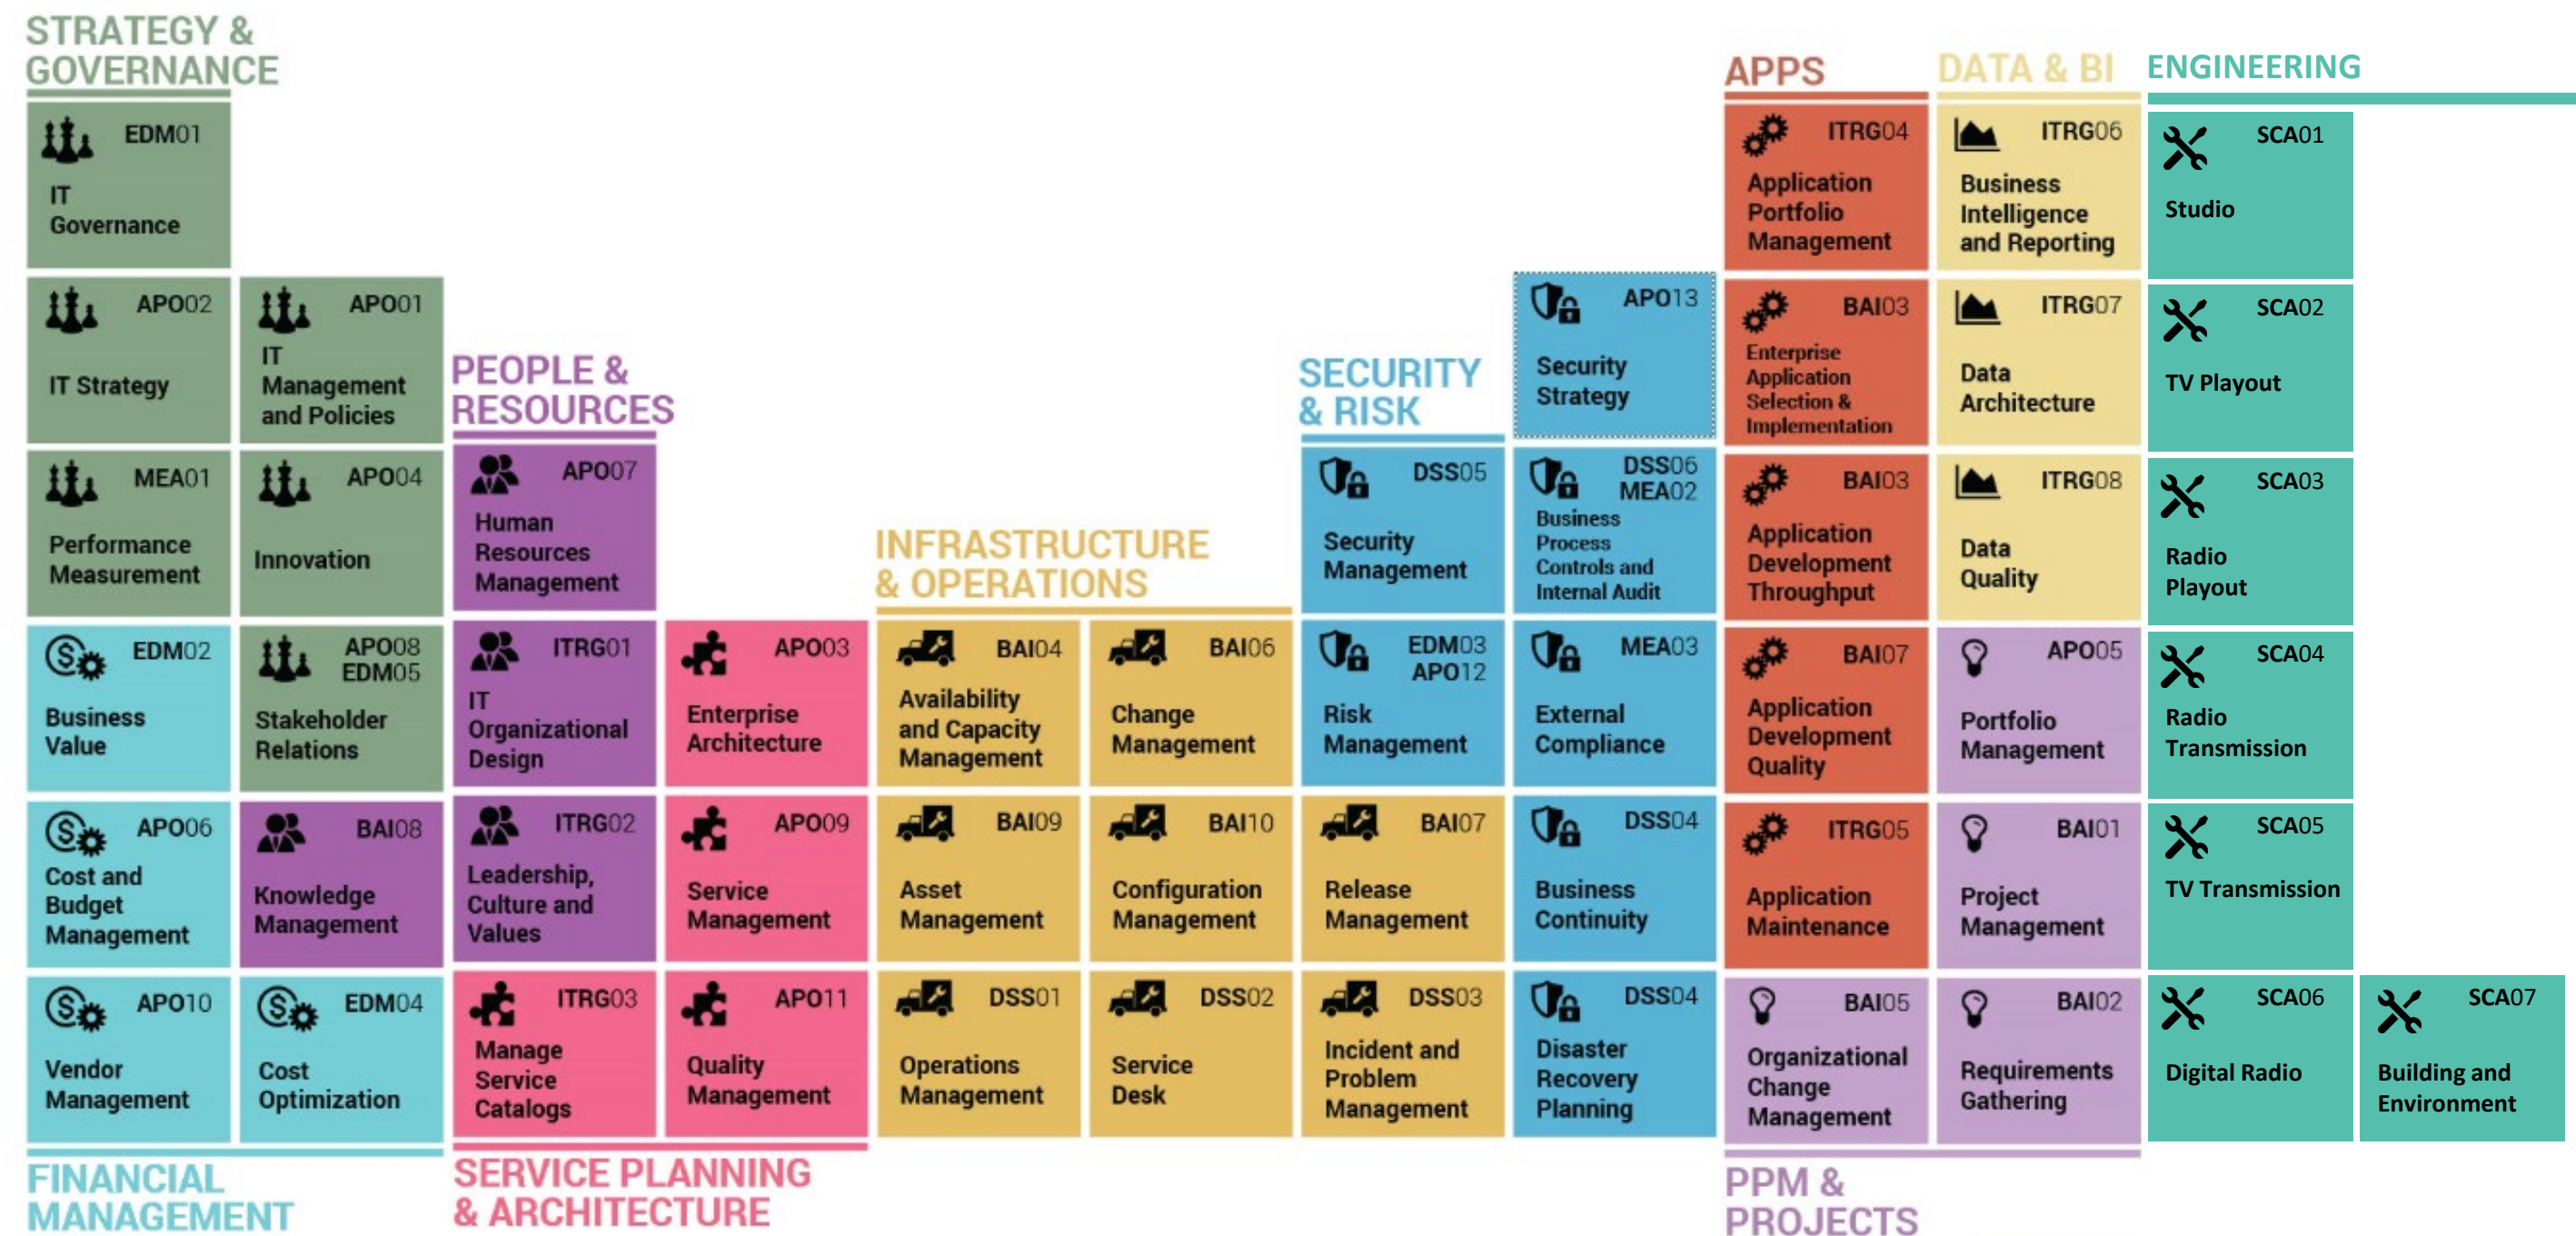 STRATEGY &
GOVERNANCE
EDM01
IT
Governance
APO02
IT Strategy
APO01
IT
Management
and Policies
MEA01
Performance
Measurement
APO04
Innovation
EDM02
Business
Value
APO08
EDM05
Stakeholder
Relations
APO06
Cost and
Budget
Management
BAI08
Knowledge
Management
APO10
Vendor
Management
EDM04
Cost
Optimization
FINANCIAL
MANAGEMENT
PEOPLE &
RESOURCES
APO07
Human
Resources
Management
ITRG01
IT
Organizational
Design
APO03
Enterprise
Architecture
ITRG02
Leadership,
Culture and
Values
APO09
Service
Management
ITRG03
Manage
Service
Catalogs
APO11
Quality
Management
SERVICE PLANNING
& ARCHITECTURE
INFRASTRUCTURE
& OPERATIONS
BAI04
Availability
and Capacity
Management
BAI06
Change
Management
BAI09
Asset
Management
BAI10
Configuration
Management
BAI07
Release
Management
DSS01
Operations
Management
DSS02
Service
Desk
DSS03
Incident and
Problem
Management
SECURITY
& RISK
APO13
Security
Strategy
DSS05
Security
Management
DSS06
MEA02
Business
Process
Controls and
Internal Audit
EDM03
APO12
Risk
Management
MEA03
External
Compliance
DSS04
Business
Continuity
DSS04
Disaster
Recovery
Planning
APPS
ITRG04
Application
Portfolio
Management
BAI03
Enterprise
Application
Selection &
Implementation
BAI03
Application
Development
Throughput
BAI07
Application
Development
Quality
ITRG05
Application
Maintenance
DATA & BI
ITRG06
Business
Intelligence
and Reporting
ITRG07
Data
Architecture
ITRG08
Data
Quality
APO05
Portfolio
Management
BAI01
Project
Management
BAI05
Organizational
Change
Management
BAI02
Requirements
Gathering
PPM &
PROJECTS
ENGINEERING
SCA01
Studio
SCA02
TV Playout
SCA03
Radio
Playout
SCA04
Radio
Transmission
SCA05
TV Transmission
SCA06
Digital Radio
SCA07
Building and
Environment